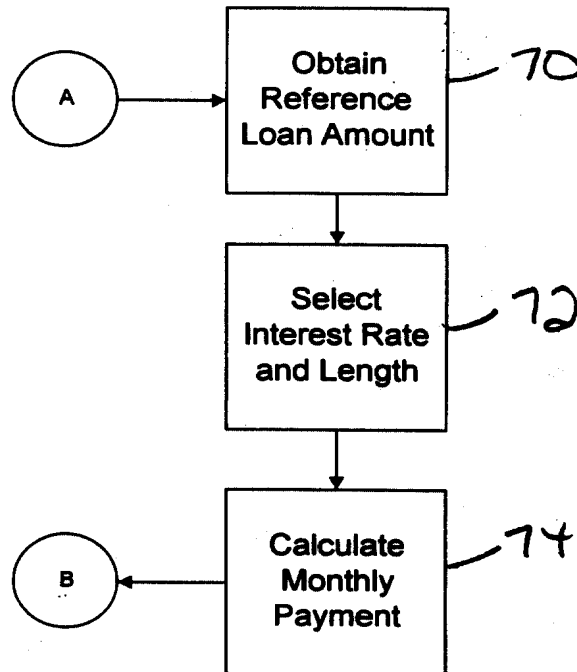 A
Obtain
Reference
Loan Amount
70
Select
Interest Rate
and Length
72
Calculate
Monthly
Payment
74
B